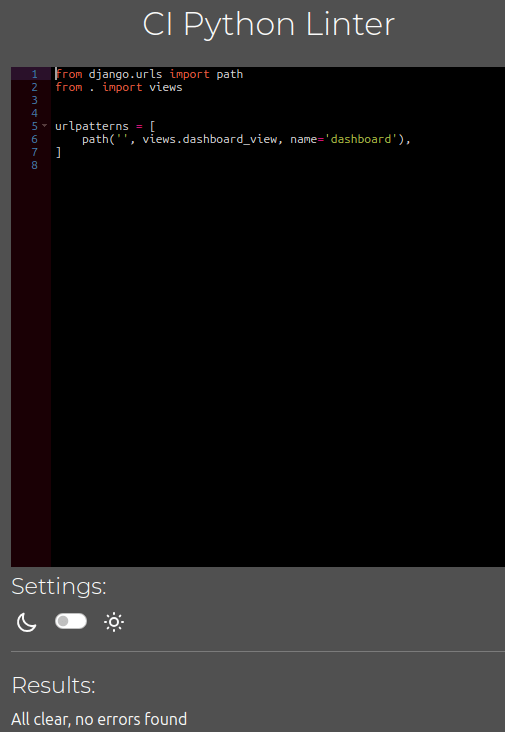 CI Python Linter
1 from django.urls import path
2 from . import views
3
4
5 urlpatterns = [
6     path('', views.dashboard_view, name='dashboard'),
7 ]
8
Settings:
Results:
All clear, no errors found